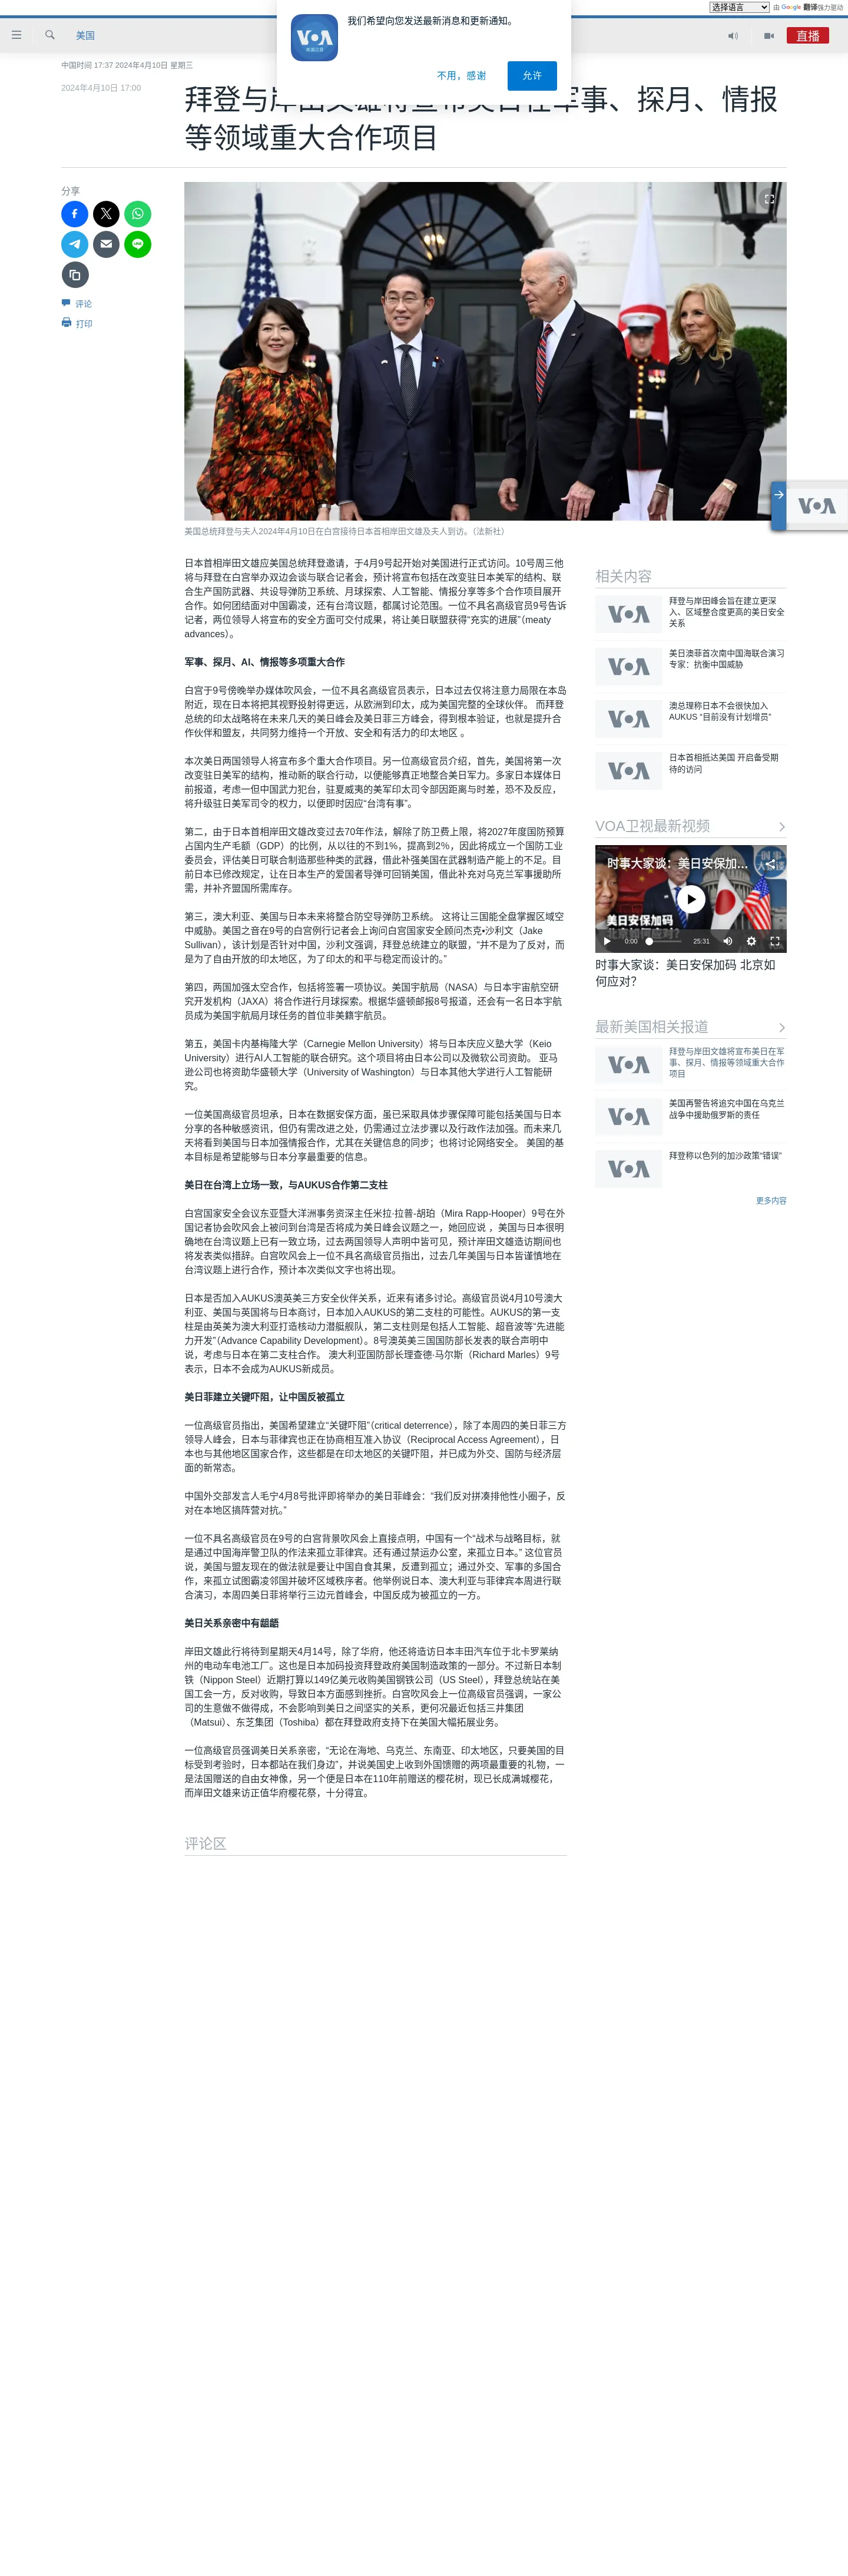 选择语言
由 Google 翻译强力驱动
美国
直播
VOA
美国之音
我们希望向您发送最新消息和更新通知。
不用，感谢
允许
中国时间 17:37 2024年4月10日 星期三
2024年4月10日 17:00
拜登与岸田文雄将宣布美日在军事、探月、情报
等领域重大合作项目
分享
评论
打印
VOA
美国总统拜登与夫人2024年4月10日在白宫接待日本首相岸田文雄及夫人到访。（法新社）
日本首相岸田文雄应美国总统拜登邀请，于4月9号起开始对美国进行正式访问。10号周三他
将与拜登在白宫举办双边会谈与联合记者会，预计将宣布包括在改变驻日本美军的结构、联
合生产国防武器、共设导弹防卫系统、月球探索、人工智能、情报分享等多个合作项目展开
合作。如何团结面对中国霸凌，还有台湾议题，都属讨论范围。一位不具名高级官员9号告诉
记者，两位领导人将宣布的安全方面可交付成果，将让美日联盟获得“充实的进展”（meaty
advances）。
军事、探月、AI、情报等多项重大合作
白宫于9号傍晚举办媒体吹风会，一位不具名高级官员表示，日本过去仅将注意力局限在本岛
附近，现在日本将把其视野投射得更远，从欧洲到印太，成为美国完整的全球伙伴。 而拜登
总统的印太战略将在未来几天的美日峰会及美日菲三方峰会，得到根本验证，也就是提升合
作伙伴和盟友，共同努力维持一个开放、安全和有活力的印太地区 。
本次美日两国领导人将宣布多个重大合作项目。另一位高级官员介绍，首先，美国将第一次
改变驻日美军的结构，推动新的联合行动，以便能够真正地整合美日军力。多家日本媒体日
前报道，考虑一但中国武力犯台，驻夏威夷的美军印太司令部因距离与时差，恐不及反应，
将升级驻日美军司令的权力，以便即时因应“台湾有事”。
第二，由于日本首相岸田文雄改变过去70年作法，解除了防卫费上限，将2027年度国防预算
占国内生产毛额（GDP）的比例，从以往的不到1%，提高到2%，因此将成立一个国防工业
委员会，评估美日可联合制造那些种类的武器，借此补强美国在武器制造产能上的不足。目
前日本已修改规定，让在日本生产的爱国者导弹可回销美国，借此补充对乌克兰军事援助所
需，并补齐盟国所需库存。
第三，澳大利亚、美国与日本未来将整合防空导弹防卫系统。 这将让三国能全盘掌握区域空
中威胁。美国之音在9号的白宫例行记者会上询问白宫国家安全顾问杰克•沙利文（Jake
Sullivan），该计划是否针对中国，沙利文强调，拜登总统建立的联盟，“并不是为了反对，而
是为了自由开放的印太地区，为了印太的和平与稳定而设计的。”
第四，两国加强太空合作，包括将签署一项协议。美国宇航局（NASA）与日本宇宙航空研
究开发机构（JAXA）将合作进行月球探索。根据华盛顿邮报8号报道，还会有一名日本宇航
员成为美国宇航局月球任务的首位非美籍宇航员。
第五，美国卡内基梅隆大学（Carnegie Mellon University）将与日本庆应义塾大学（Keio
University）进行AI人工智能的联合研究。这个项目将由日本公司以及微软公司资助。 亚马
逊公司也将资助华盛顿大学（University of Washington）与日本其他大学进行人工智能研
究。
一位美国高级官员坦承，日本在数据安保方面，虽已采取具体步骤保障可能包括美国与日本
分享的各种敏感资讯，但仍有需改进之处，仍需通过立法步骤以及行政作法加强。而未来几
天将看到美国与日本加强情报合作，尤其在关键信息的同步；也将讨论网络安全。 美国的基
本目标是希望能够与日本分享最重要的信息。
美日在台湾上立场一致，与AUKUS合作第二支柱
白宫国家安全会议东亚暨大洋洲事务资深主任米拉·拉普-胡珀（Mira Rapp-Hooper）9号在外
国记者协会吹风会上被问到台湾是否将成为美日峰会议题之一，她回应说 ，美国与日本很明
确地在台湾议题上已有一致立场，过去两国领导人声明中皆可见，预计岸田文雄造访期间也
将发表类似措辞。白宫吹风会上一位不具名高级官员指出，过去几年美国与日本皆谨慎地在
台湾议题上进行合作，预计本次类似文字也将出现。
日本是否加入AUKUS澳英美三方安全伙伴关系，近来有诸多讨论。高级官员说4月10号澳大
利亚、美国与英国将与日本商讨，日本加入AUKUS的第二支柱的可能性。AUKUS的第一支
柱是由英美为澳大利亚打造核动力潜艇舰队，第二支柱则是包括人工智能、超音波等“先进能
力开发”（Advance Capability Development）。8号澳英美三国国防部长发表的联合声明中
说，考虑与日本在第二支柱合作。 澳大利亚国防部长理查德·马尔斯（Richard Marles）9号
表示，日本不会成为AUKUS新成员。
美日菲建立关键吓阻，让中国反被孤立
一位高级官员指出，美国希望建立“关键吓阻”（critical deterrence），除了本周四的美日菲三方
领导人峰会，日本与菲律宾也正在协商相互准入协议（Reciprocal Access Agreement），日
本也与其他地区国家合作，这些都是在印太地区的关键吓阻，并已成为外交、国防与经济层
面的新常态。
中国外交部发言人毛宁4月8号批评即将举办的美日菲峰会：“我们反对拼凑排他性小圈子，反
对在本地区搞阵营对抗。”
一位不具名高级官员在9号的白宫背景吹风会上直接点明，中国有一个“战术与战略目标，就
是通过中国海岸警卫队的作法来孤立菲律宾。还有通过禁运办公室，来孤立日本。” 这位官员
说，美国与盟友现在的做法就是要让中国自食其果，反遭到孤立；通过外交、军事的多国合
作，来孤立试图霸凌邻国并破坏区域秩序者。他举例说日本、澳大利亚与菲律宾本周进行联
合演习，本周四美日菲将举行三边元首峰会，中国反成为被孤立的一方。
美日关系亲密中有龃龉
岸田文雄此行将待到星期天4月14号，除了华府，他还将造访日本丰田汽车位于北卡罗莱纳
州的电动车电池工厂。这也是日本加码投资拜登政府美国制造政策的一部分。不过新日本制
铁（Nippon Steel）近期打算以149亿美元收购美国钢铁公司（US Steel），拜登总统站在美
国工会一方，反对收购，导致日本方面感到挫折。白宫吹风会上一位高级官员强调，一家公
司的生意做不做得成，不会影响到美日之间坚实的关系，更何况最近包括三井集团
（Matsui）、东芝集团（Toshiba）都在拜登政府支持下在美国大幅拓展业务。
一位高级官员强调美日关系亲密，“无论在海地、乌克兰、东南亚、印太地区，只要美国的目
标受到考验时，日本都站在我们身边”，并说美国史上收到外国馈赠的两项最重要的礼物，一
是法国赠送的自由女神像，另一个便是日本在110年前赠送的樱花树，现已长成满城樱花，
而岸田文雄来访正值华府樱花祭，十分得宜。
评论区
相关内容
VOA
拜登与岸田峰会旨在建立更深
入、区域整合度更高的美日安全
关系
VOA
美日澳菲首次南中国海联合演习
专家：抗衡中国威胁
VOA
澳总理称日本不会很快加入
AUKUS “目前没有计划增员”
VOA
日本首相抵达美国 开启备受期
待的访问
VOA卫视最新视频
时事大家谈：美日安保加...
美日安保加码
0:00
25:31
时事大家谈：美日安保加码 北京如
何应对？
最新美国相关报道
VOA
拜登与岸田文雄将宣布美日在军
事、探月、情报等领域重大合作
项目
VOA
美国再警告将追究中国在乌克兰
战争中援助俄罗斯的责任
VOA
拜登称以色列的加沙政策“错误”
更多内容